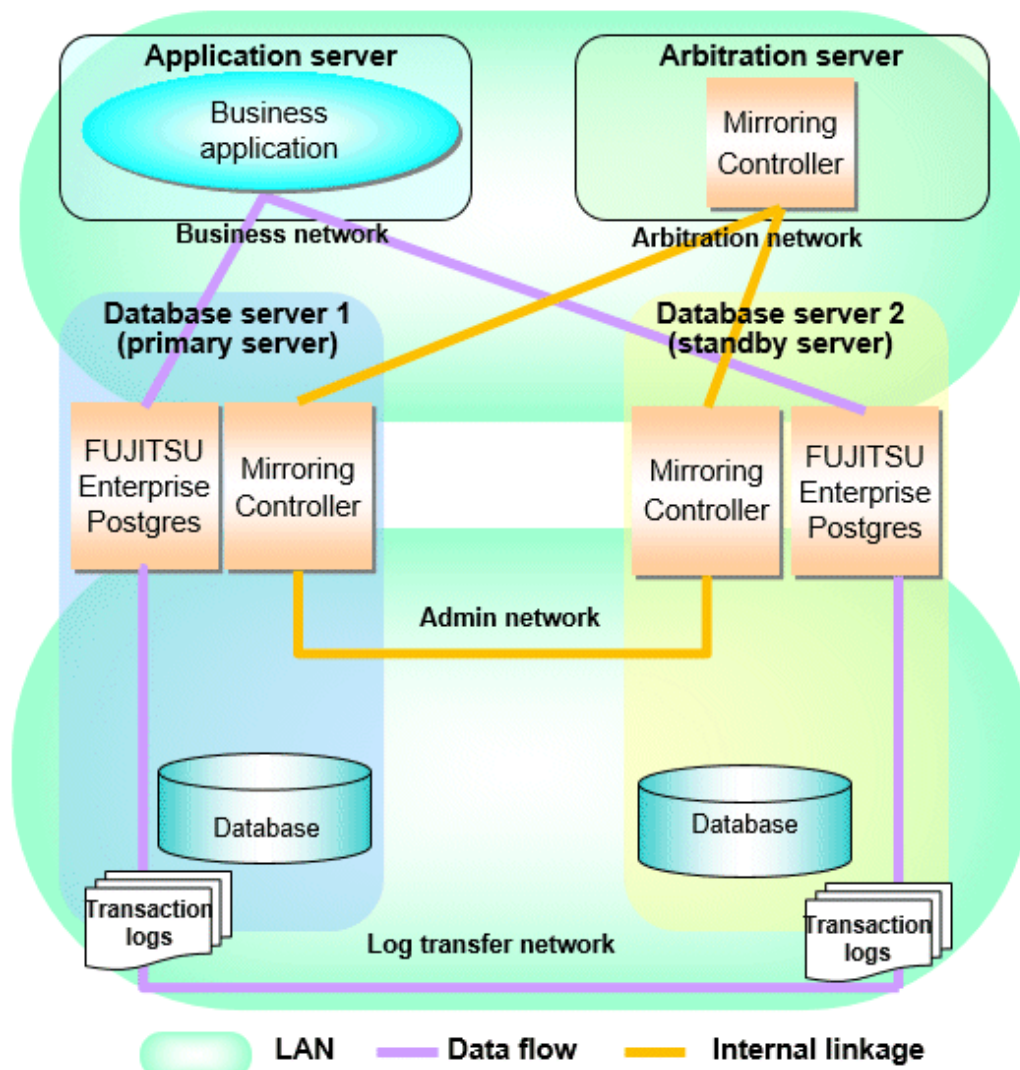 Application server
Business
application
Arbitration server
Mirroring
Controller
Business network
Arbitration network
Database server 1
(primary server)
Database server 2
(standby server)
FUJITSU
Enterprise
Postgres
Mirroring
Controller
Mirroring
Controller
FUJITSU
Enterprise
Postgres
Admin network
Database
Database
Transaction
logs
Transaction
logs
Log transfer network
LAN
Data flow
Internal linkage